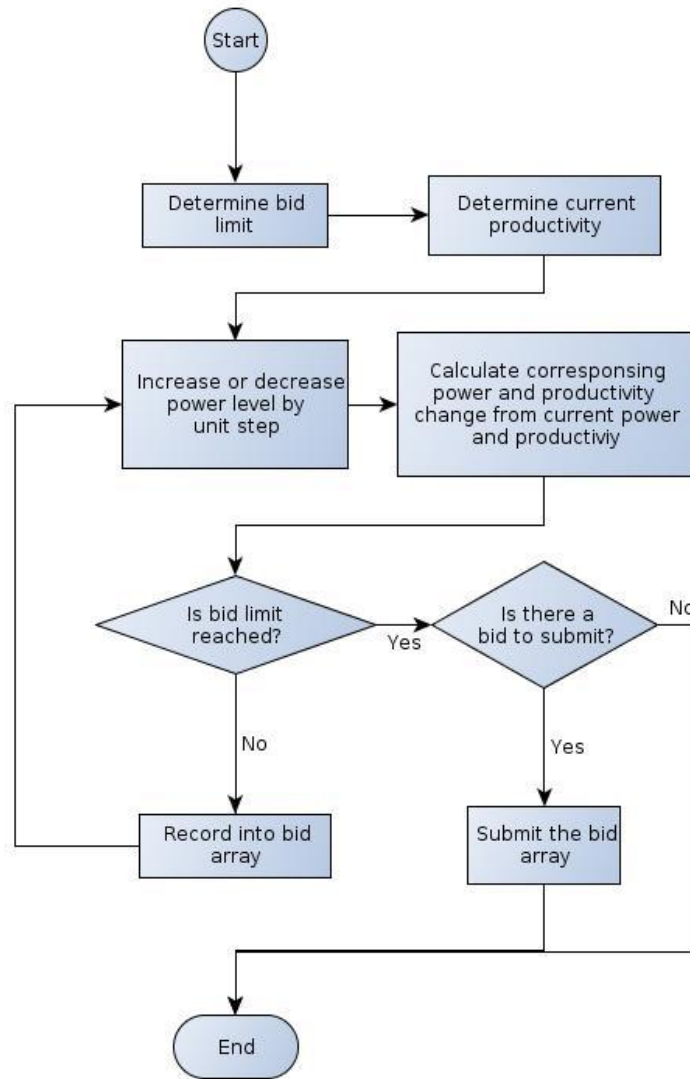 Start
Determine bid
limit
Determine current
productivity
Increase or decrease
power level by
unit step
Calculate corresponsing
power and productivity
change from current power
and productiviy
Is bid limit
reached?
Yes
Is there a
bid to submit?
No
No
Yes
Record into bid
array
Submit the bid
array
End